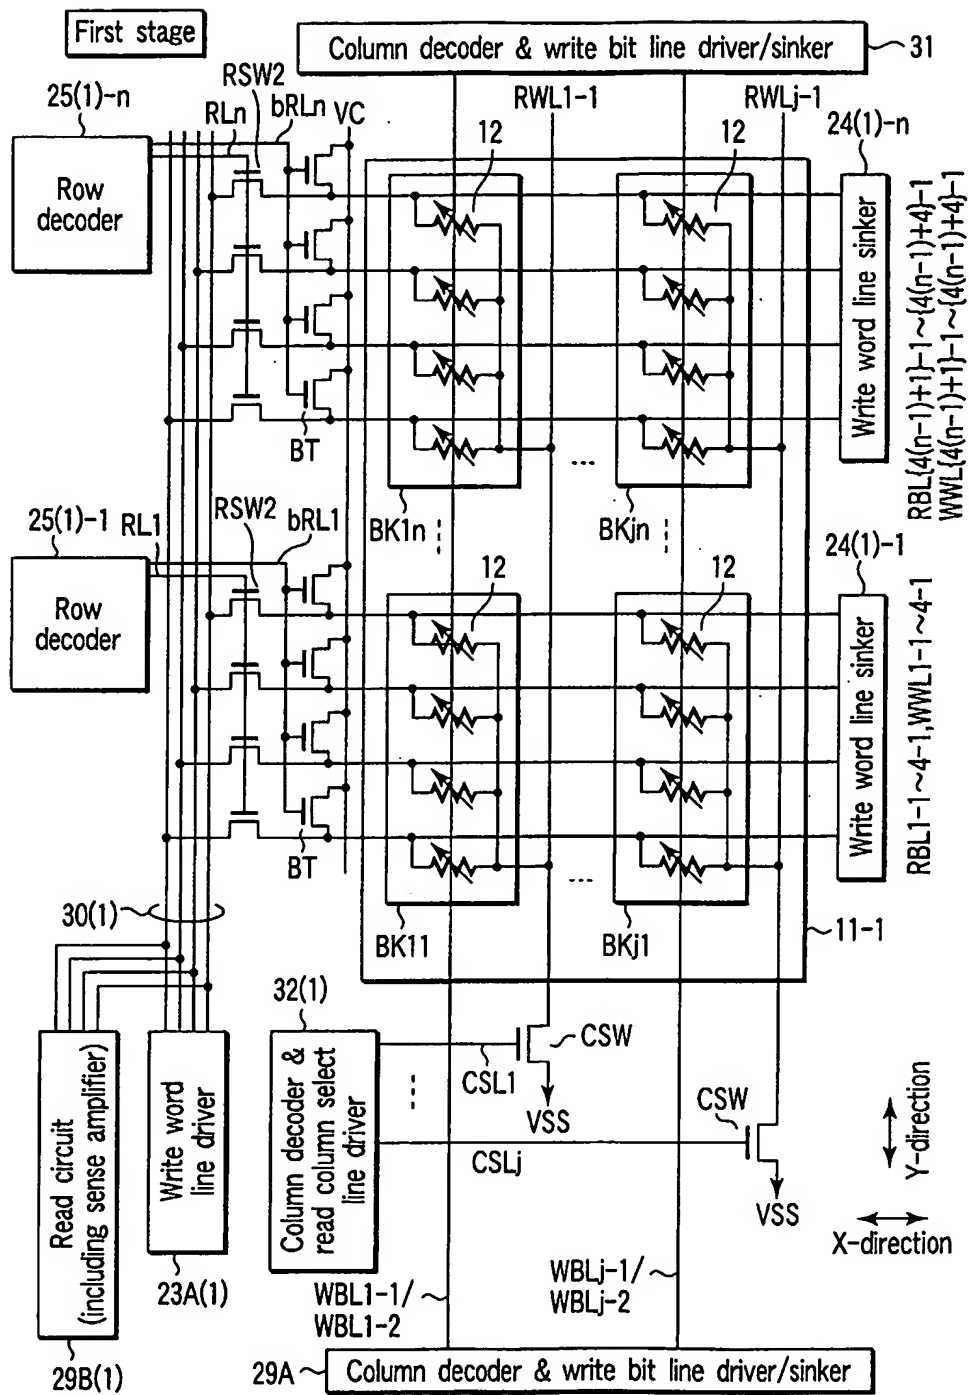 First stage
Column decoder & write bit line driver/sinker
31
RSW2
25(1)-n
RLn
bRLn
VC
RWL1-1
RWLj-1
24(1)-n
12
12
Row
decoder
Write word line sinker
RBL{4(n-1)+1}-1~{4(n-1)+4}-1
WWL{4(n-1)+1}-1~{4(n-1)+4}-1
BT
...
BK1n
BKjn
25(1)-1
RL1
RSW2
bRL1
24(1)-1
12
12
Row
decoder
Write word line sinker
RBL1-1~4-1,WWL1-1~4-1
BT
...
30(1)
BK11
BKj1
11-1
32(1)
Column decoder &
read column select
line driver
CSL1
CSW
VSS
CSW
CSLj
VSS
Y-direction
X-direction
Read circuit
(including sense amplifier)
Write word
line driver
23A(1)
29B(1)
WBL1-1/
WBL1-2
WBLj-1/
WBLj-2
29A
Column decoder & write bit line driver/sinker